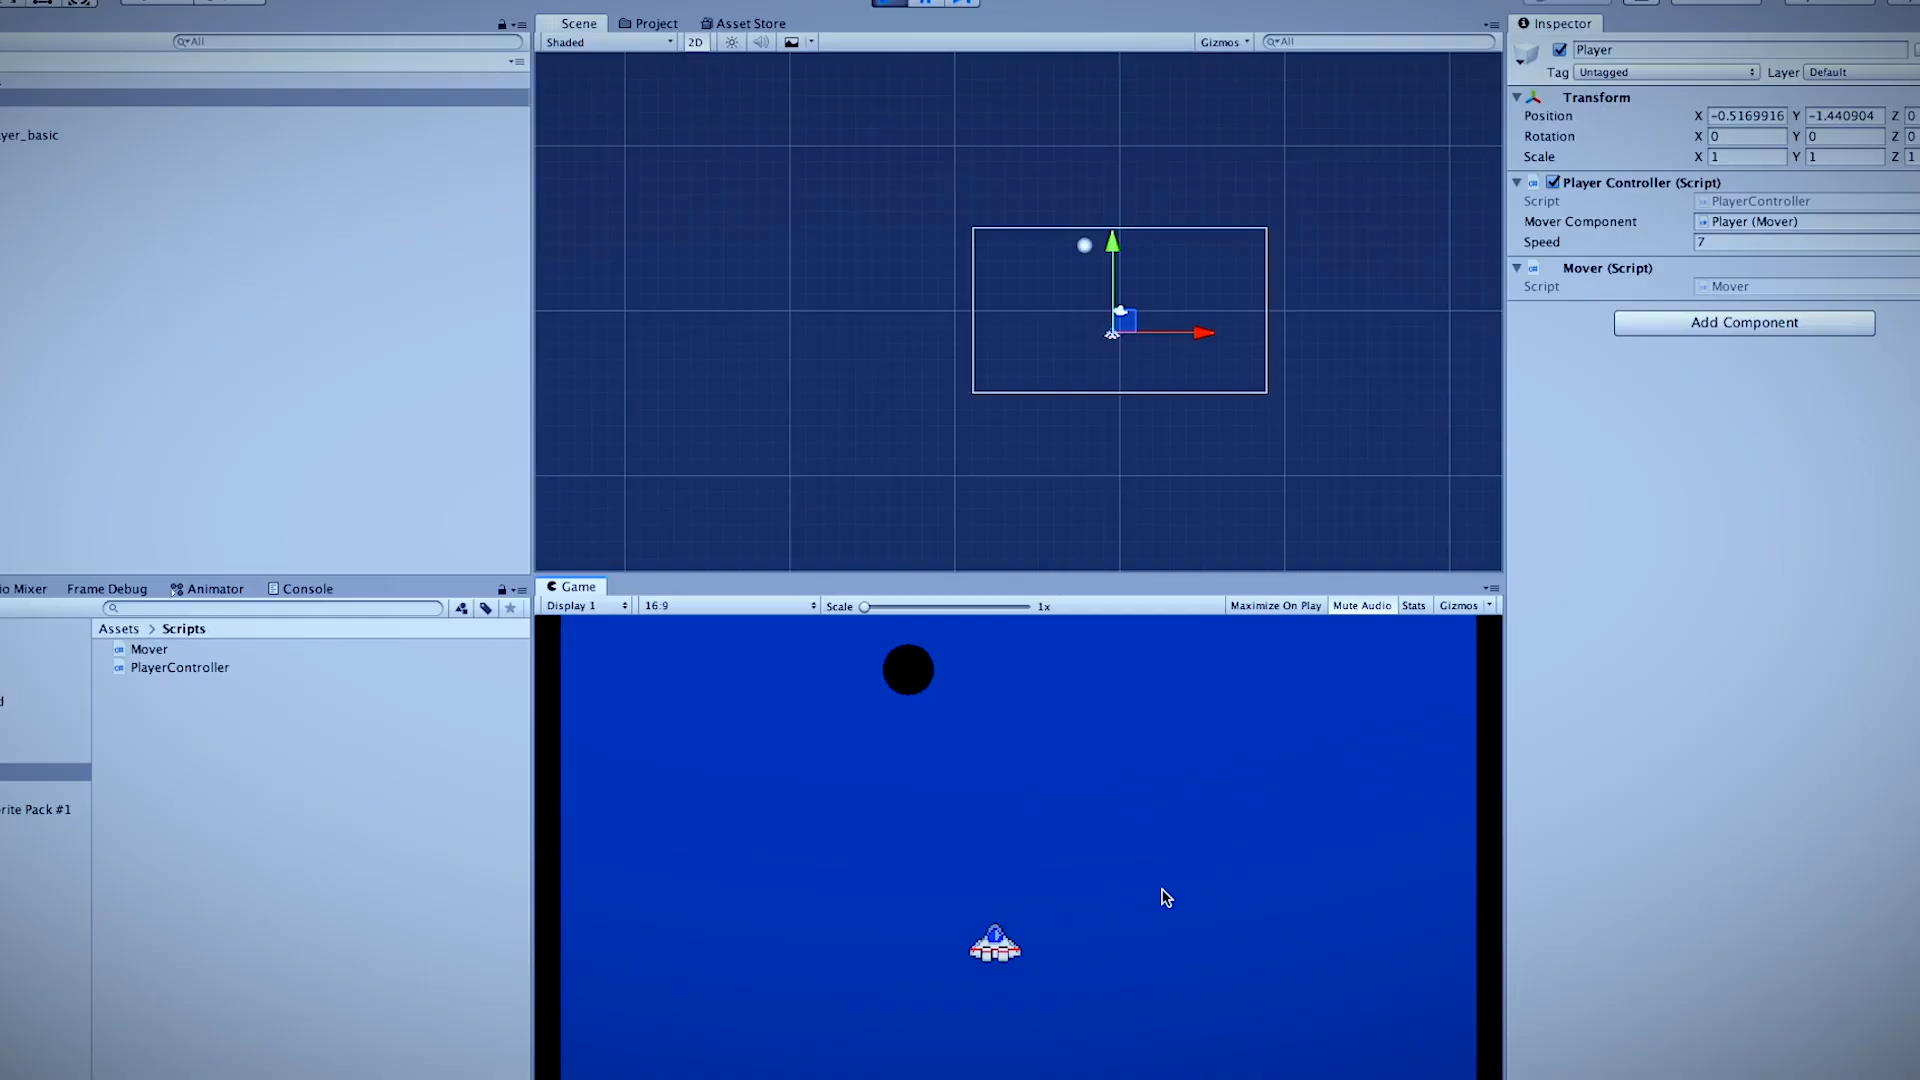 Scene Project Asset Store
Inspector
All
Shaded 2D Gizmos All
Player
Tag Untagged Layer Default
Transform
Position X -0.5169916 Y -1.440904 Z 0
Rotation X 0 Y 0 Z 0
Scale X 1 Y 1 Z 1
yer_basic
Player Controller (Script)
Script PlayerController
Mover Component Player (Mover)
Speed 7
Mover (Script)
Script Mover
Add Component
io Mixer Frame Debug Animator Console
Game
Display 1 16:9 Scale 1x Maximize On Play Mute Audio Stats Gizmos
Assets > Scripts
Mover
PlayerController
d
rite Pack #1